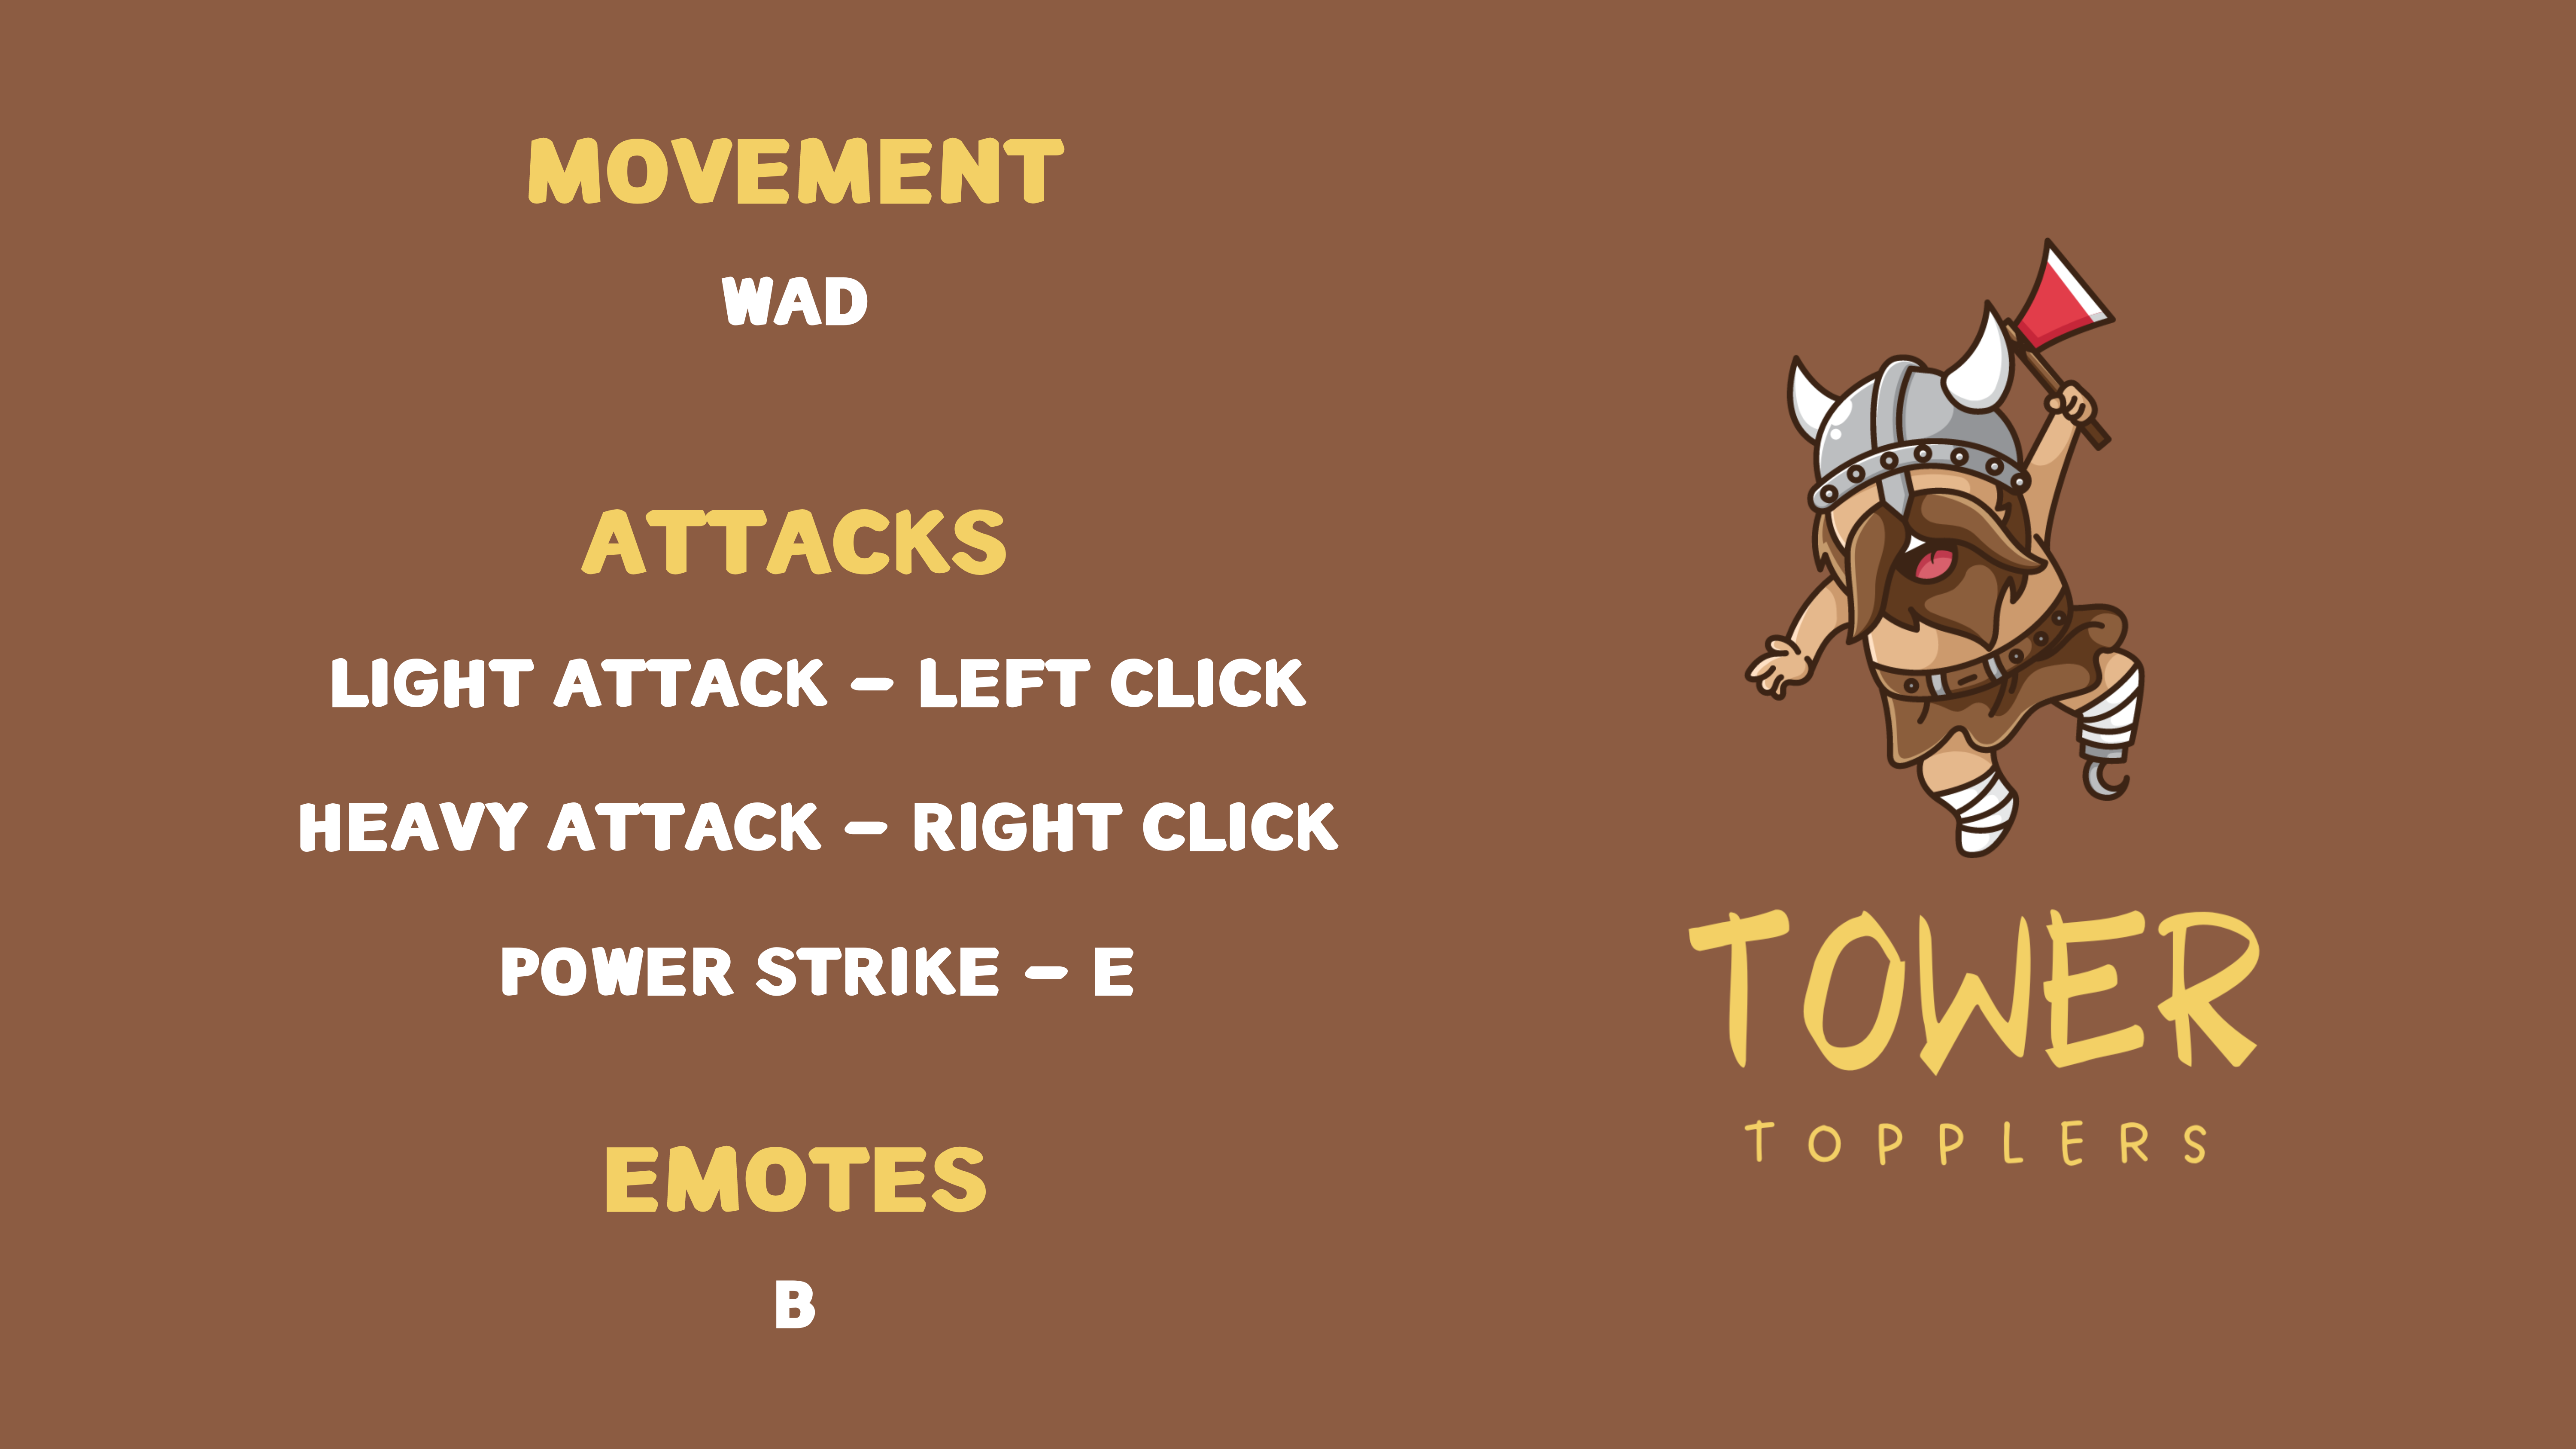 MOVEMENT
WAD
ATTACKS
LIGHT ATTACK - LEFT CLICK
HEAVY ATTACK - RIGHT CLICK
POWER STRIKE - E
EMOTES
B
TOWER
TOPPLERS